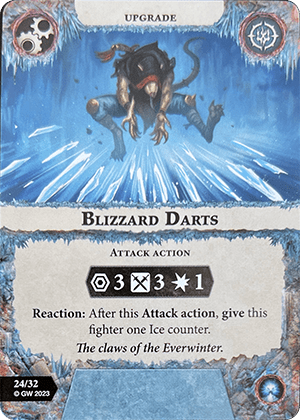 UPGRADE
BLIZZARD DARTS
ATTACK ACTION
3 3 1
Reaction: After this Attack action, give this
fighter one Ice counter.
The claws of the Everwinter.
24/32
© GW 2023